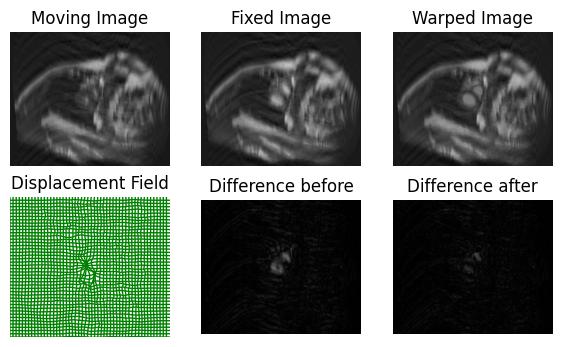 Moving Image
Fixed Image
Warped Image
Displacement Field
Difference before
Difference after